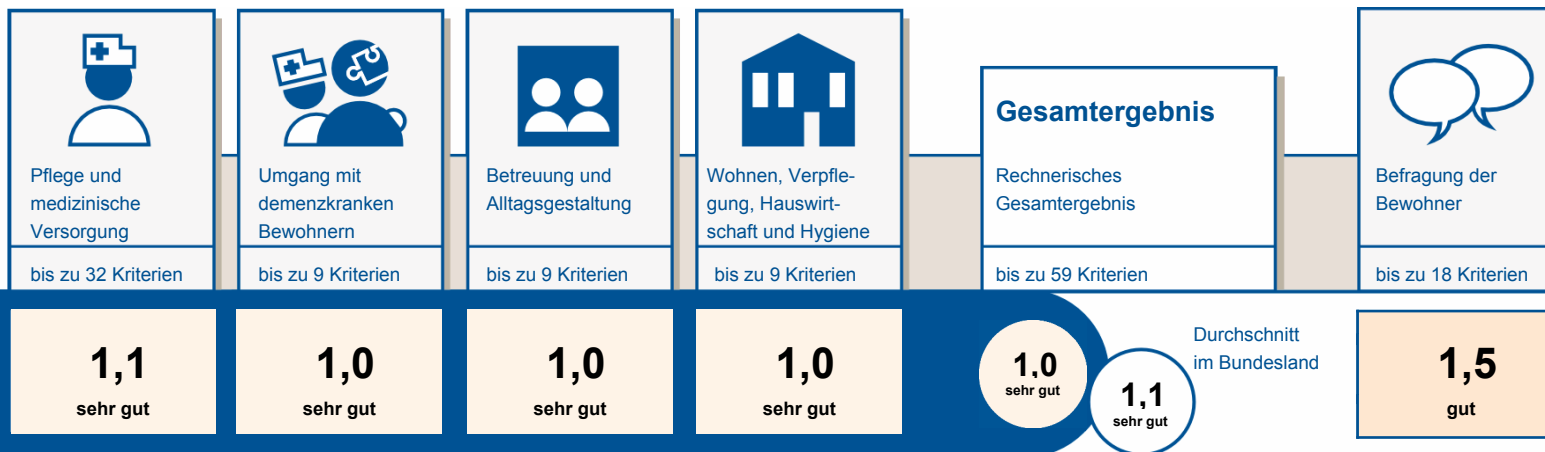 Pflege und
medizinische
Versorgung
bis zu 32 Kriterien
1,1
sehr gut
Umgang mit
demenzkranken
Bewohnern
bis zu 9 Kriterien
1,0
sehr gut
Betreuung und
Alltagsgestaltung
bis zu 9 Kriterien
1,0
sehr gut
Wohnen, Verpfle-
gung, Hauswirt-
schaft und Hygiene
bis zu 9 Kriterien
1,0
sehr gut
Gesamtergebnis
Rechnerisches
Gesamtergebnis
bis zu 59 Kriterien
1,0
sehr gut
1,1
sehr gut
Durchschnitt
im Bundesland
Befragung der
Bewohner
bis zu 18 Kriterien
1,5
gut